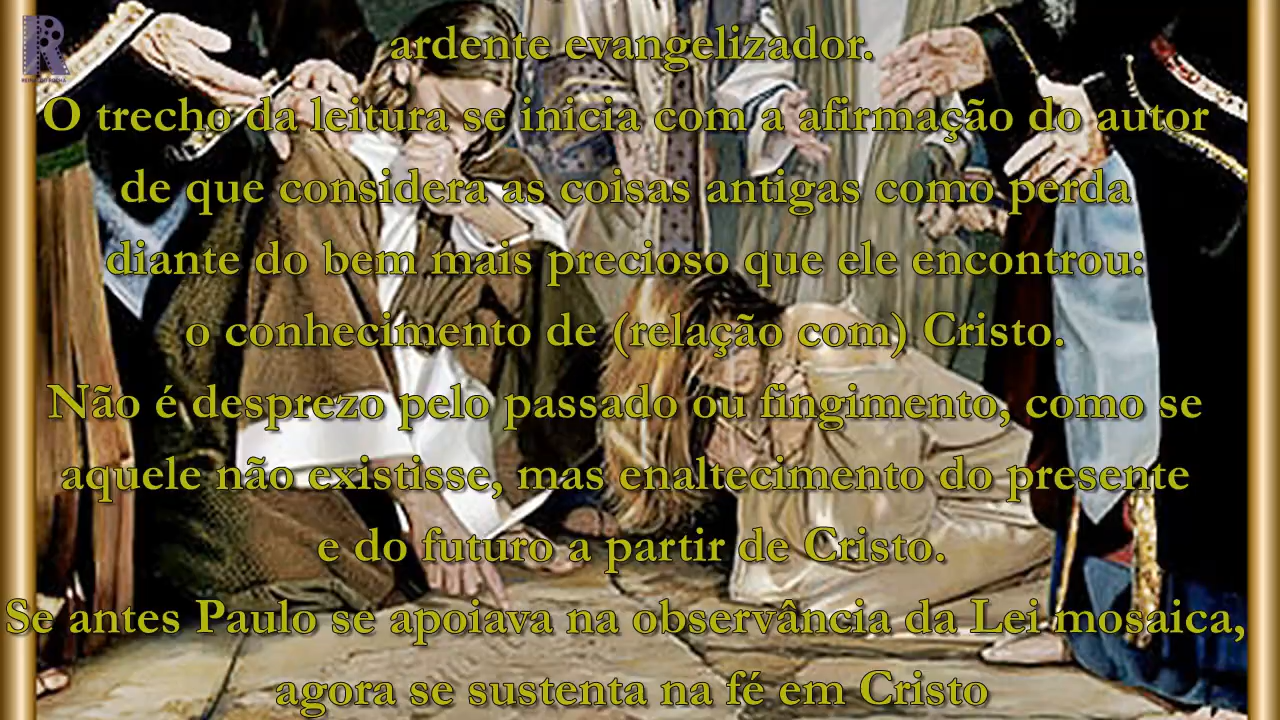 R
REINALDO ROCHA
ardente evangelizador.
O trecho da leitura se inicia com a afirmação do autor
de que considera as coisas antigas como perda
diante do bem mais precioso que ele encontrou:
o conhecimento de (relação com) Cristo.
Não é desprezo pelo passado ou fingimento, como se
aquele não existisse, mas enaltecimento do presente
e do futuro a partir de Cristo.
Se antes Paulo se apoiava na observância da Lei mosaica,
agora se sustenta na fé em Cristo